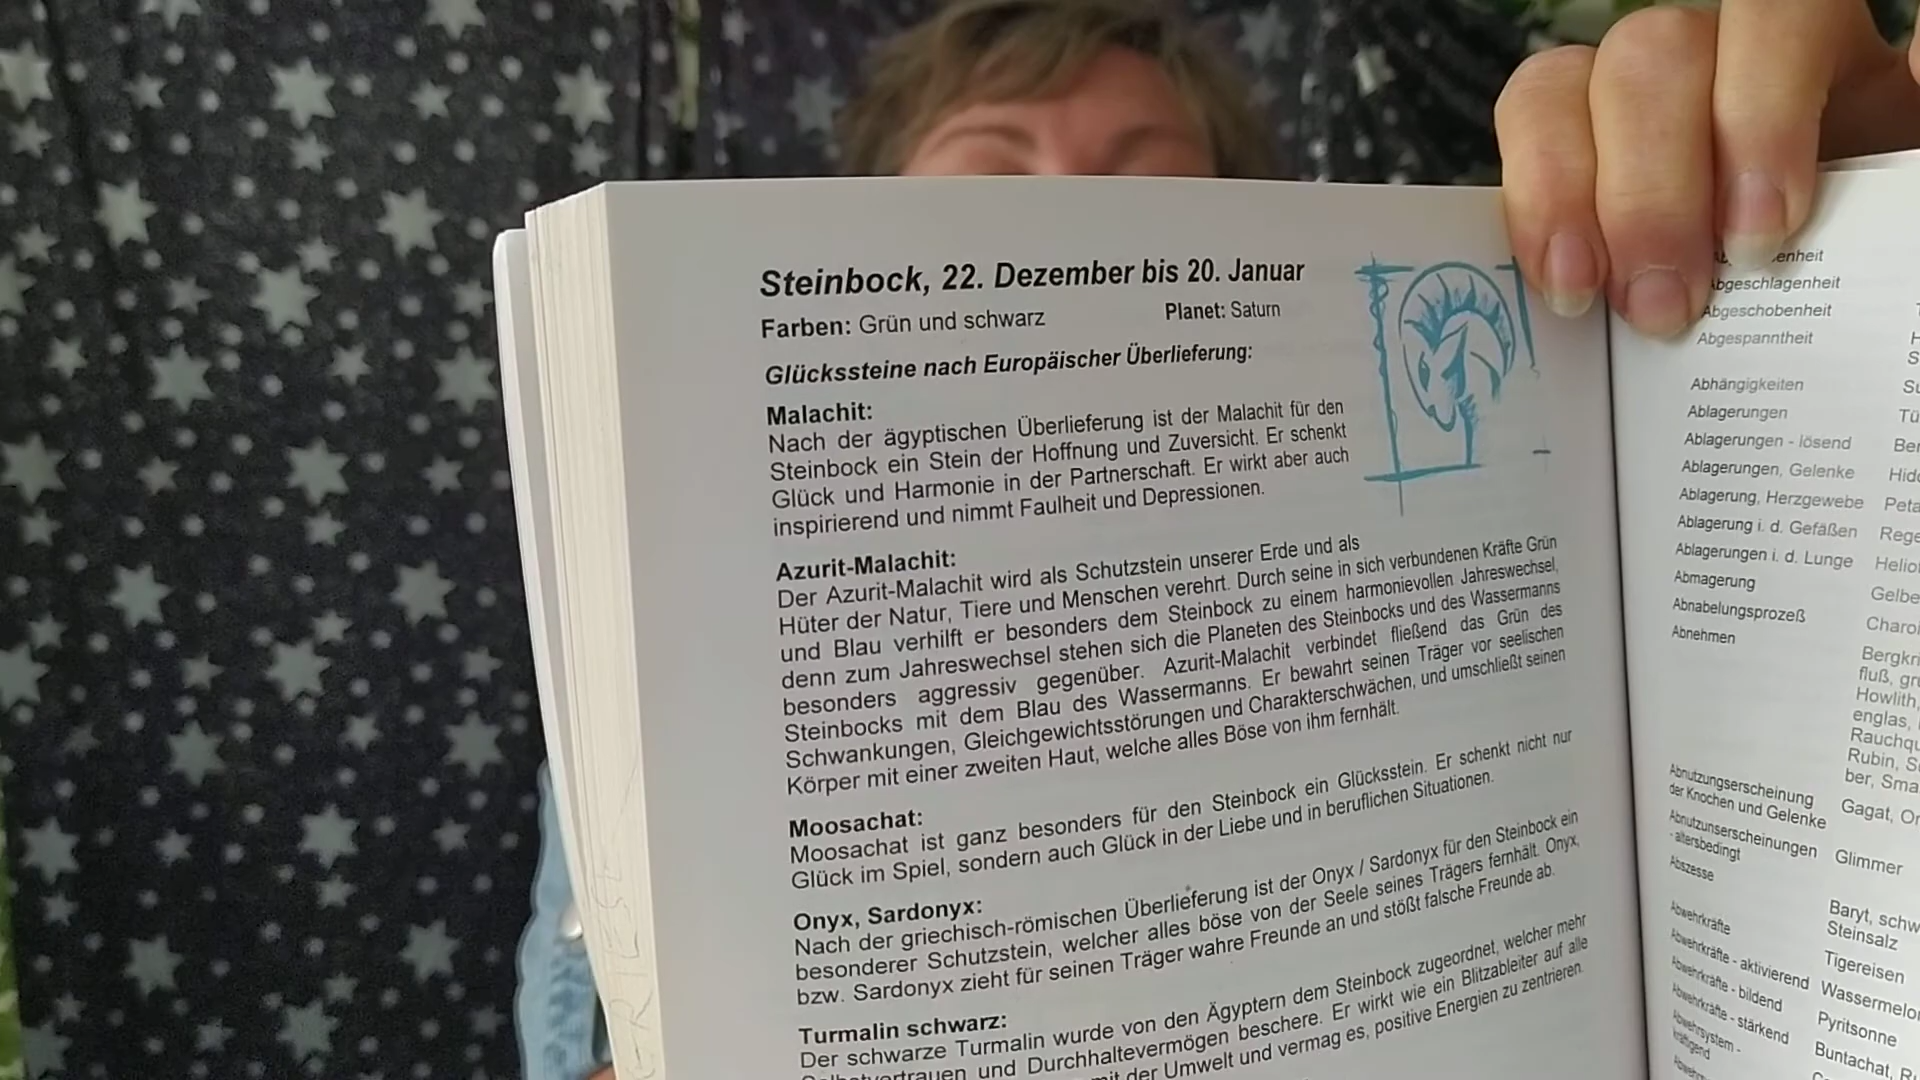 Steinbock, 22. Dezember bis 20. Januar
Farben: Grün und schwarz
Planet: Saturn
Glückssteine nach Europäischer Überlieferung:
Malachit:
Nach der ägyptischen Überlieferung ist der Malachit für den
Steinbock ein Stein der Hoffnung und Zuversicht. Er schenkt
Glück und Harmonie in der Partnerschaft. Er wirkt aber auch
inspirierend und nimmt Faulheit und Depressionen.
Azurit-Malachit:
Der Azurit-Malachit wird als Schutzstein unserer Erde und als
Hüter der Natur, Tiere und Menschen verehrt. Durch seine in sich verbundenen Kräfte Grün
und Blau verhilft er besonders dem Steinbock zu einem harmonievollen Jahreswechsel,
denn zum Jahreswechsel stehen sich die Planeten des Steinbocks und des Wassermanns
besonders aggressiv gegenüber. Azurit-Malachit verbindet fließend das Grün des
Steinbocks mit dem Blau des Wassermanns. Er bewahrt seinen Träger vor seelischen
Schwankungen, Gleichgewichtsstörungen und Charakterschwächen, und umschließt seinen
Körper mit einer zweiten Haut, welche alles Böse von ihm fernhält.
Moosachat:
Moosachat ist ganz besonders für den Steinbock ein Glücksstein. Er schenkt nicht nur
Glück im Spiel, sondern auch Glück in der Liebe und in beruflichen Situationen.
Onyx, Sardonyx:
Nach der griechisch-römischen Überlieferung ist der Onyx / Sardonyx für den Steinbock ein
besonderer Schutzstein, welcher alles böse von der Seele seines Trägers fernhält. Onyx,
bzw. Sardonyx zieht für seinen Träger wahre Freunde an und stößt falsche Freunde ab.
Turmalin schwarz:
Der schwarze Turmalin wurde von den Ägyptern dem Steinbock zugeordnet, welcher mehr
Selbstvertrauen und Durchhaltevermögen beschere. Er wirkt wie ein Blitzableiter auf alle
mit der Umwelt und vermag es, positive Energien zu zentrieren.
Abgeschlagenheit
Abgeschobenheit
Abgespanntheit
Abhängigkeiten
Ablagerungen
Ablagerungen - lösend
Ablagerungen, Gelenke
Ablagerung, Herzgewebe
Ablagerung i. d. Gefäßen
Ablagerungen i. d. Lunge
Abmagerung
Abnabelungsprozeß
Abnehmen
Howlith,
Rubin,
Abnutzungserscheinung
der Knochen und Gelenke Gagat,
Abnutzunserscheinungen
- altersbedingt Glimmer
Abszesse
Abwehrkräfte Baryt,
Steinsalz
Abwehrkräfte - aktivierend Tigereisen
Abwehrkräfte - bildend
Abwehrkräfte - stärkend Pyritsonne
Abwehrsystem -
kräftigend Buntachat,